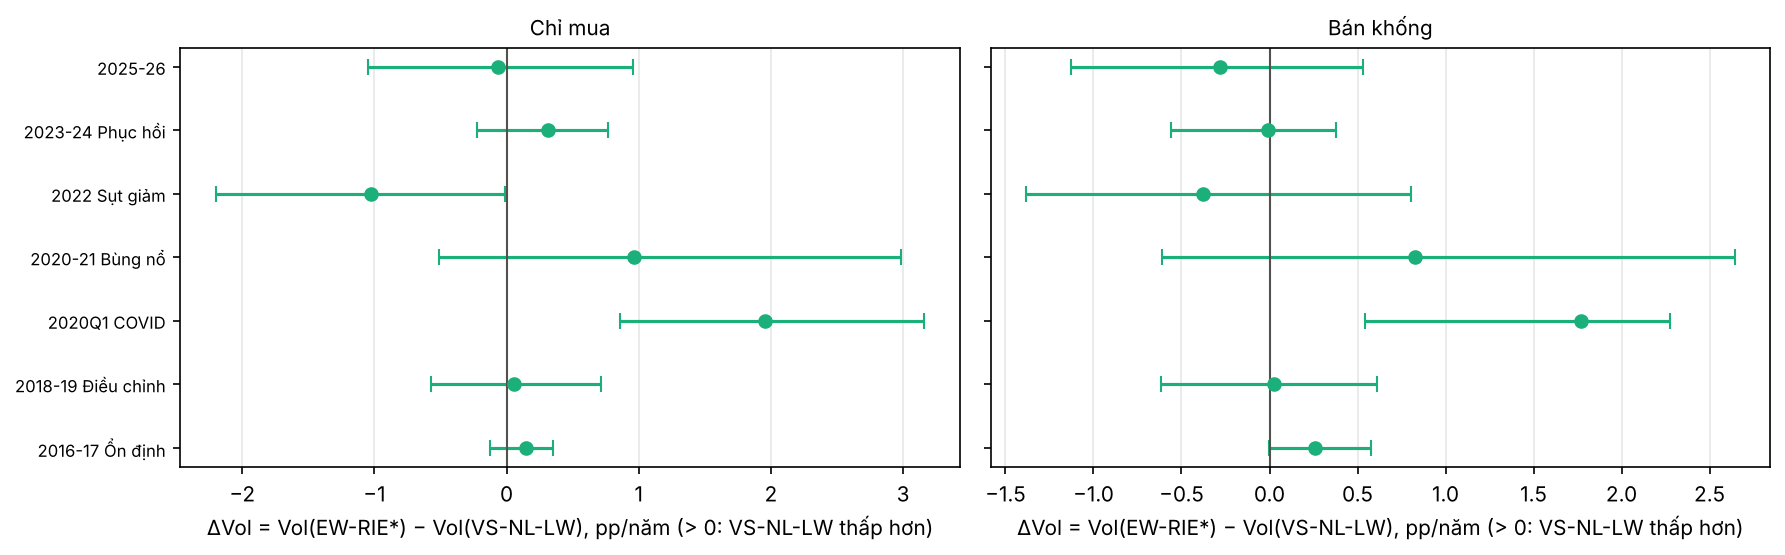 Chỉ mua
Bán khống
2025-26
2023-24 Phục hồi
2022 Sụt giảm
2020-21 Bùng nổ
2020Q1 COVID
2018-19 Điều chỉnh
2016-17 Ổn định
−2 −1 0 1 2 3
−1.5 −1.0 −0.5 0.0 0.5 1.0 1.5 2.0 2.5
ΔVol = Vol(EW-RIE*) − Vol(VS-NL-LW), pp/năm (> 0: VS-NL-LW thấp hơn)
ΔVol = Vol(EW-RIE*) − Vol(VS-NL-LW), pp/năm (> 0: VS-NL-LW thấp hơn)